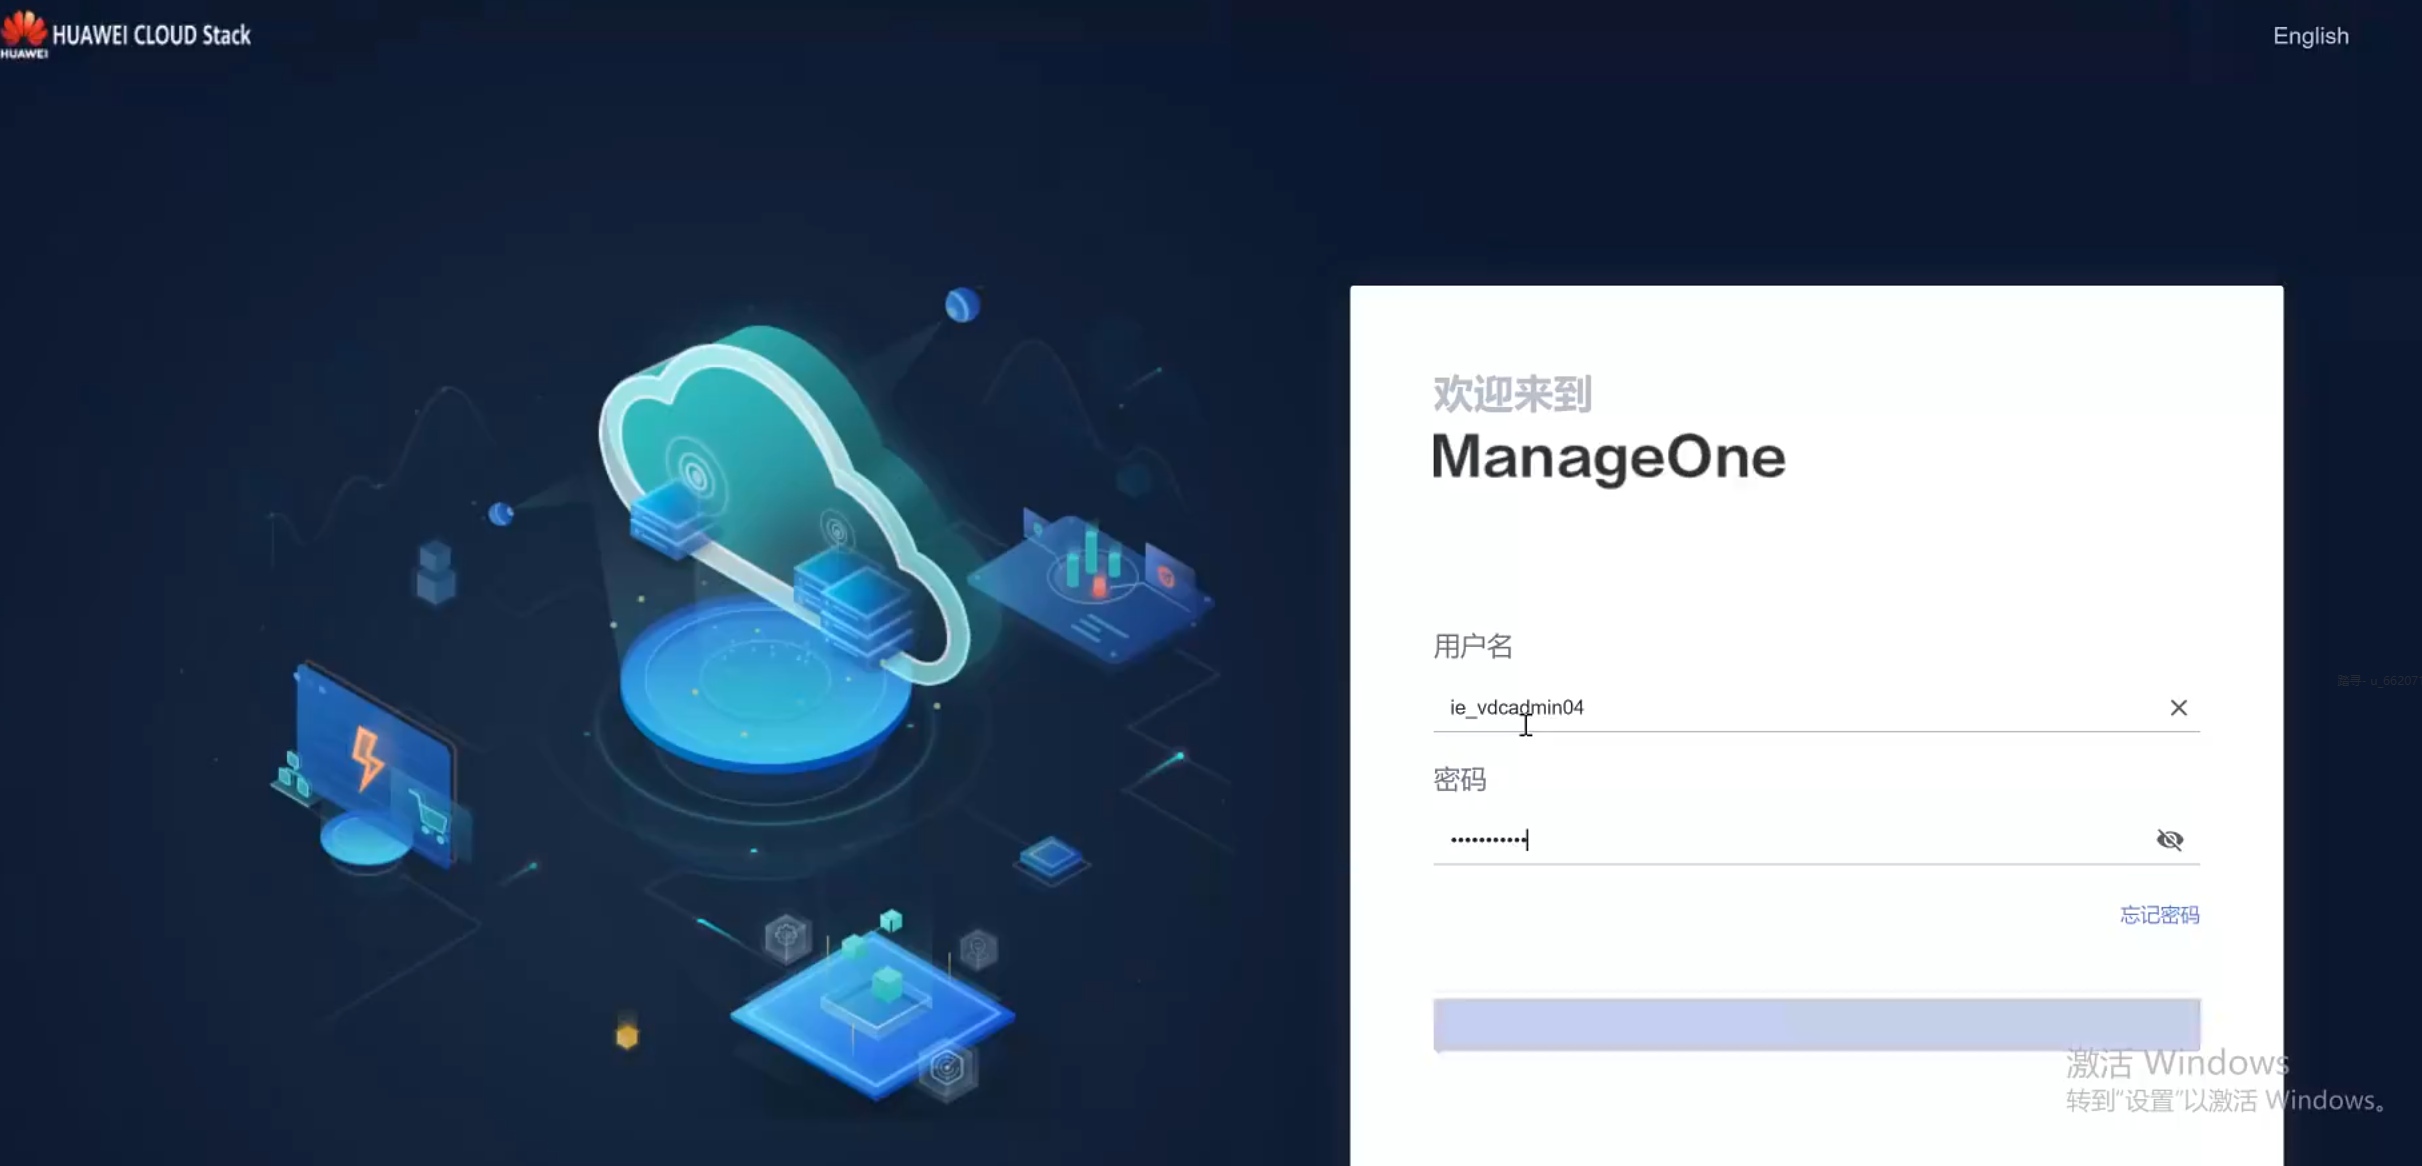 HUAWEI
HUAWEI CLOUD Stack
English
欢迎来到
ManageOne
用户名
ie_vdcadmin04
密码
•••••••••••
忘记密码
激活 Windows
转到“设置”以激活 Windows。